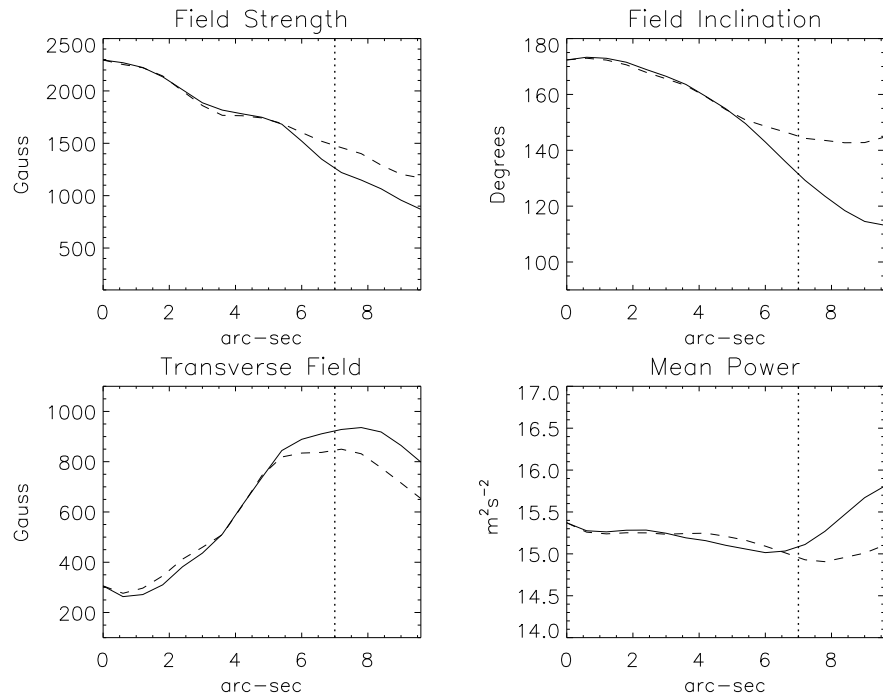 Field Strength
2500
2000
1500
1000
500
Gauss
0 2 4 6 8
arc-sec
Field Inclination
180
160
140
120
100
Degrees
0 2 4 6 8
arc-sec
Transverse Field
1000
800
600
400
200
Gauss
0 2 4 6 8
arc-sec
Mean Power
17.0
16.5
16.0
15.5
15.0
14.5
14.0
m²s⁻²
0 2 4 6 8
arc-sec